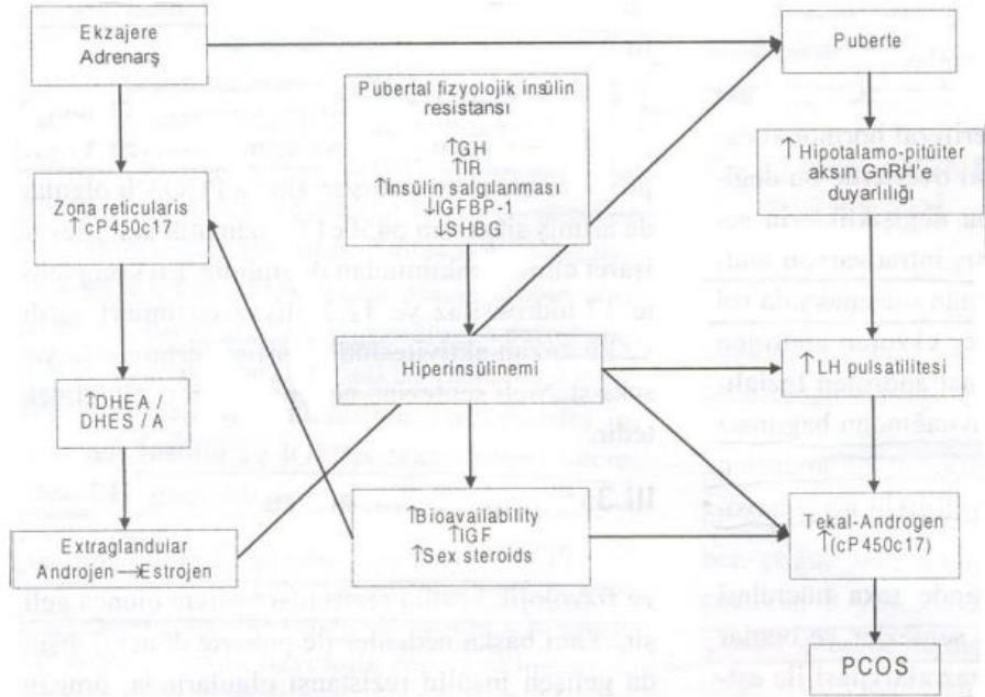 Ekzajere
Adrenarş
Puberte
Pubertal fizyolojik insülin
resistansı
↑GH
↑IR
↑İnsülin salgılanması
↓IGFBP-1
↓SHBG
↑Hipotalamo-pitüiter
aksın GnRH'e
duyarlılığı
Zona reticularis
↑cP450c17
Hiperinsülinemi
↑LH pulsatilitesi
↑DHEA /
DHES / A
↑Bioavailability
↑IGF
↑Sex steroids
Tekal-Androgen
↑(cP450c17)
Extraglandular
Androjen →Estrojen
PCOS